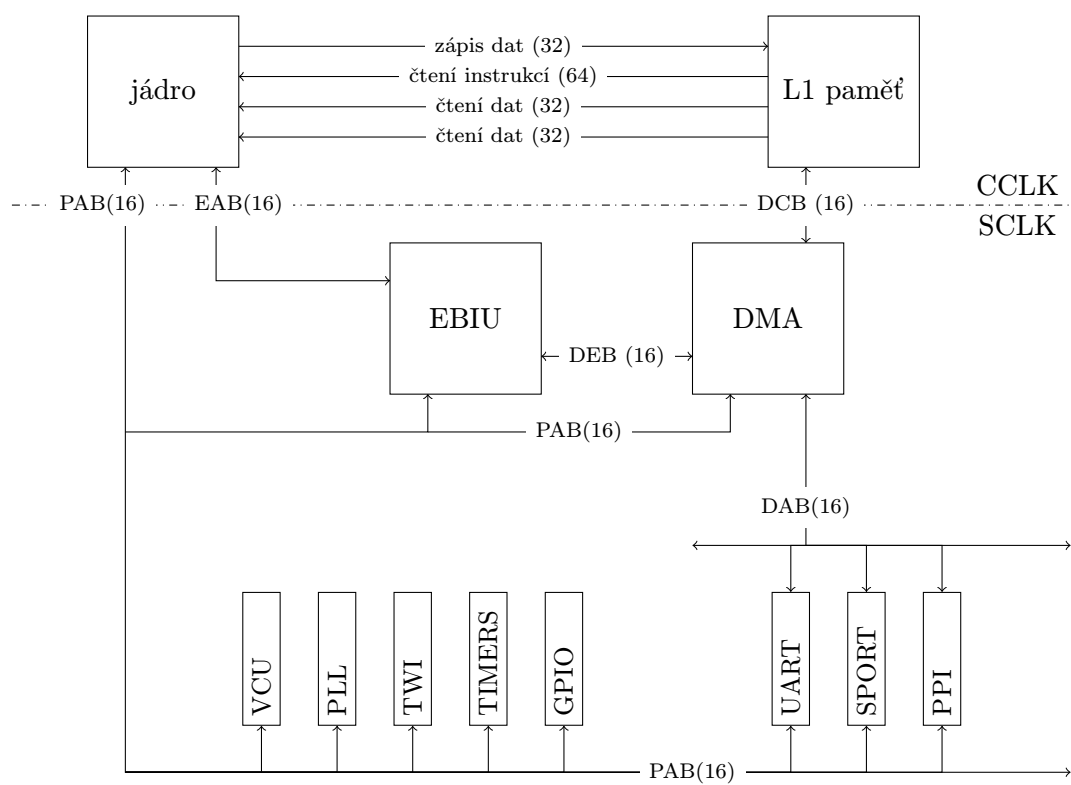 zápis dat (32)
čtení instrukcí (64)
jádro
L1 paměť
čtení dat (32)
čtení dat (32)
CCLK
PAB(16)
EAB(16)
DCB (16)
SCLK
EBIU
DMA
DEB (16)
PAB(16)
DAB(16)
VCU
PLL
TWI
TIMERS
GPIO
UART
SPORT
PPI
PAB(16)